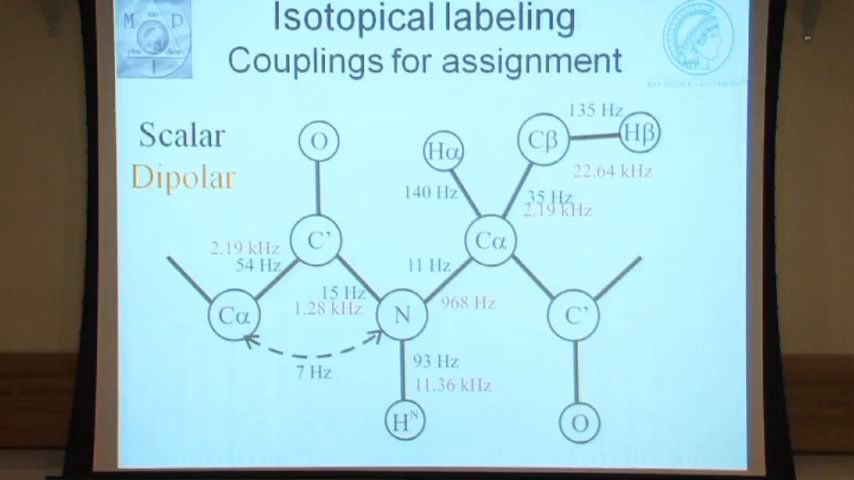 Isotopical labeling
Couplings for assignment
M
P
I
Scalar
Dipolar
O
Hα
Cβ
135 Hz
Hβ
22.64 kHz
140 Hz
35 Hz
2.19 kHz
2.19 kHz
54 Hz
C'
Cα
11 Hz
15 Hz
1.28 kHz
Cα
N
968 Hz
C'
7 Hz
93 Hz
11.36 kHz
H^N
O